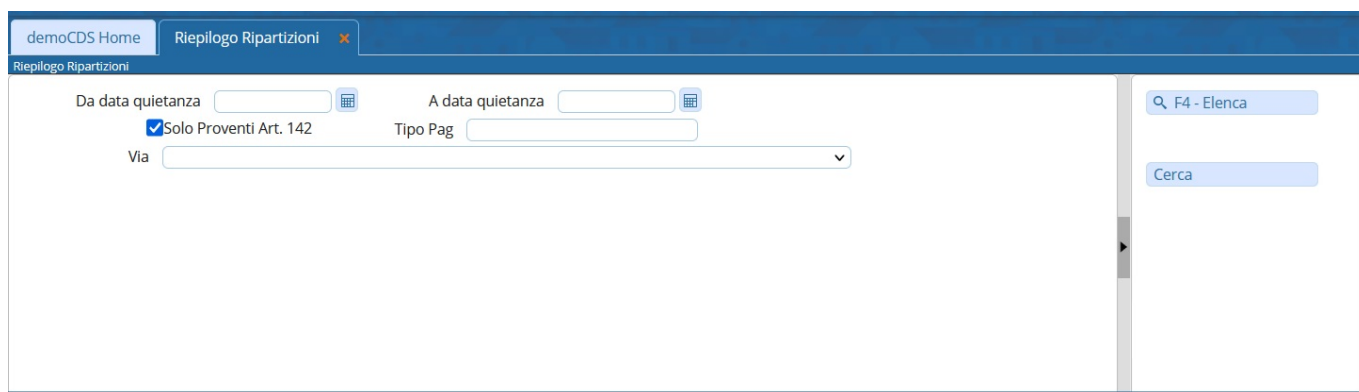 demoCDS Home
Riepilogo Ripartizioni
Riepilogo Ripartizioni
Da data quietanza
A data quietanza
F4 - Elenca
Solo Proventi Art. 142
Tipo Pag
Via
Cerca